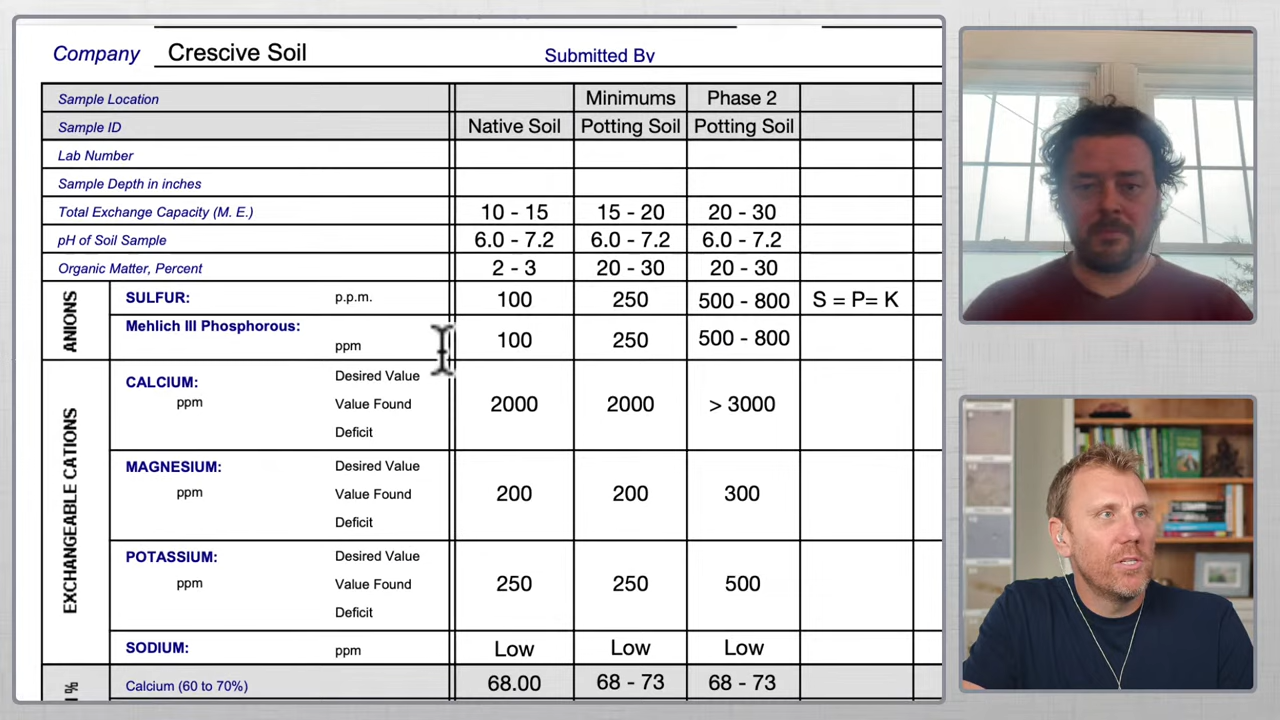 Company Crescive Soil Submitted By
Sample Location Minimums Phase 2
Sample ID Native Soil Potting Soil Potting Soil
Lab Number
Sample Depth in inches
Total Exchange Capacity (M. E.) 10 - 15 15 - 20 20 - 30
pH of Soil Sample 6.0 - 7.2 6.0 - 7.2 6.0 - 7.2
Organic Matter, Percent 2 - 3 20 - 30 20 - 30
ANIONS
SULFUR: p.p.m. 100 250 500 - 800 S = P= K
Mehlich III Phosphorous:
ppm 100 250 500 - 800
EXCHANGEABLE CATIONS
CALCIUM: Desired Value
ppm Value Found 2000 2000 > 3000
Deficit
MAGNESIUM: Desired Value
ppm Value Found 200 200 300
Deficit
POTASSIUM: Desired Value
ppm Value Found 250 250 500
Deficit
SODIUM: ppm Low Low Low
Calcium (60 to 70%) 68.00 68 - 73 68 - 73